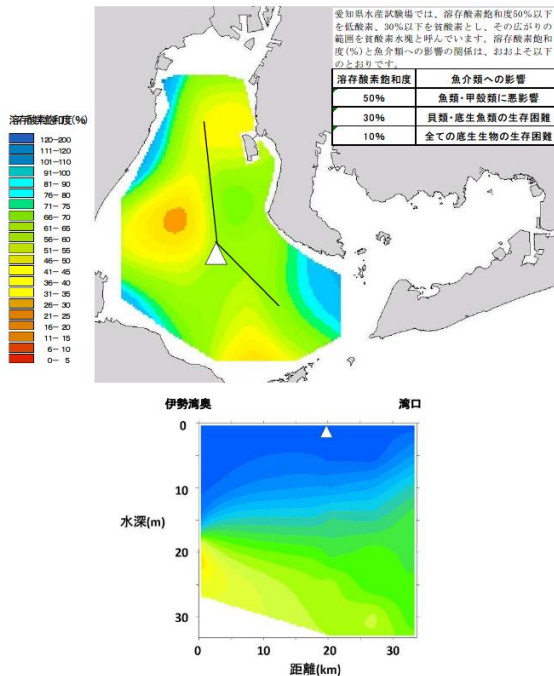 愛知県水産試験場では、溶存酸素飽和度50%以下
を低酸素、30%以下を貧酸素とし、その広がりの
範囲を貧酸素水塊と呼んでいます。溶存酸素飽和
度(%)と魚介類への影響の関係は、おおよそ以下
のとおりです。
溶存酸素飽和度 魚介類への影響
50% 魚類・甲殻類に悪影響
30% 貝類・底生魚類の生存困難
10% 全ての底生生物の生存困難
溶存酸素飽和度(%)
120-200
111-120
101-110
91-100
81-90
76-80
71-75
66-70
61-65
56-60
51-55
46-50
41-45
36-40
31-35
26-30
21-25
16-20
11-15
6-10
0-5
伊勢湾奥 湾口
0
10
20
30
水深(m)
0 10 20 30
距離(km)